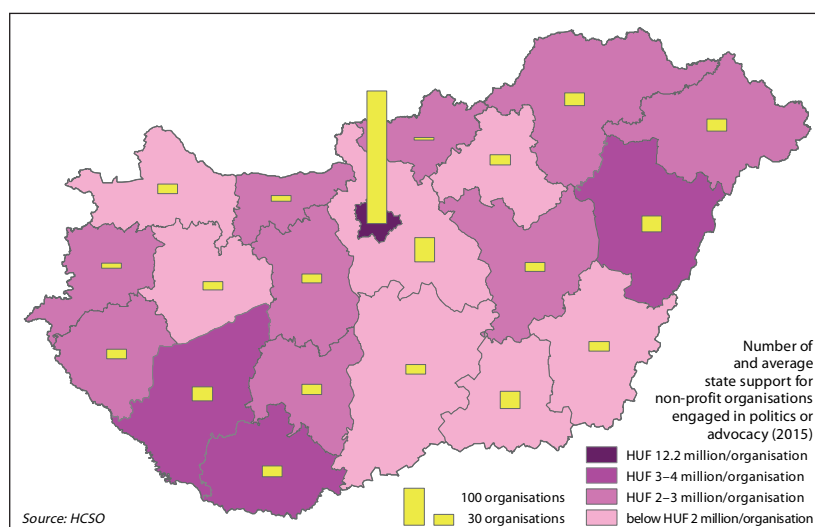 Number of
and average
state support for
non-profit organisations
engaged in politics or
advocacy (2015)
HUF 12.2 million/organisation
HUF 3–4 million/organisation
HUF 2–3 million/organisation
below HUF 2 million/organisation
100 organisations
30 organisations
Source: HCSO